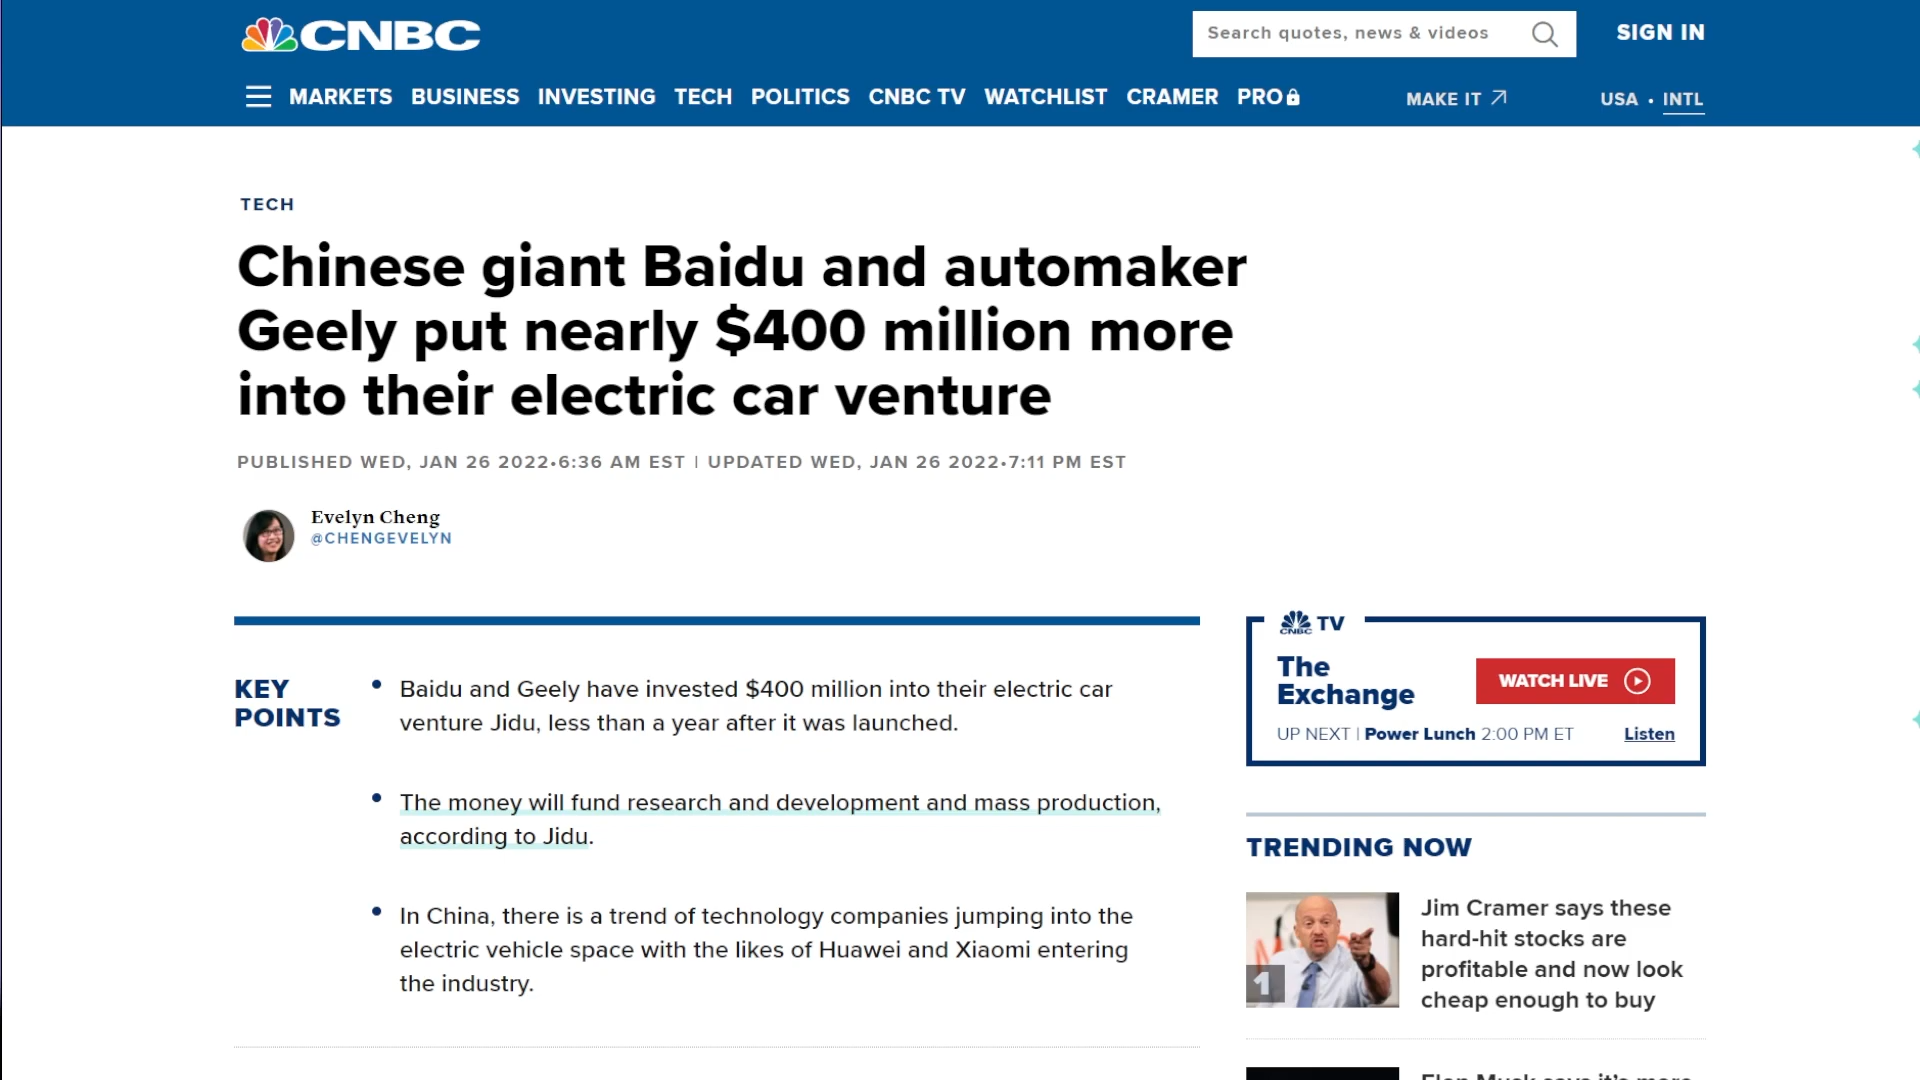 CNBC
Search quotes, news & videos
SIGN IN
MARKETS BUSINESS INVESTING TECH POLITICS CNBC TV WATCHLIST CRAMER PRO
MAKE IT
USA • INTL
TECH
Chinese giant Baidu and automaker
Geely put nearly $400 million more
into their electric car venture
PUBLISHED WED, JAN 26 2022•6:36 AM EST | UPDATED WED, JAN 26 2022•7:11 PM EST
Evelyn Cheng
@CHENGEVELYN
KEY
POINTS
• Baidu and Geely have invested $400 million into their electric car
venture Jidu, less than a year after it was launched.
• The money will fund research and development and mass production,
according to Jidu.
• In China, there is a trend of technology companies jumping into the
electric vehicle space with the likes of Huawei and Xiaomi entering
the industry.
CNBC TV
The
Exchange
WATCH LIVE
UP NEXT | Power Lunch 2:00 PM ET
Listen
TRENDING NOW
1
Jim Cramer says these
hard-hit stocks are
profitable and now look
cheap enough to buy
Elon Musk says it's more